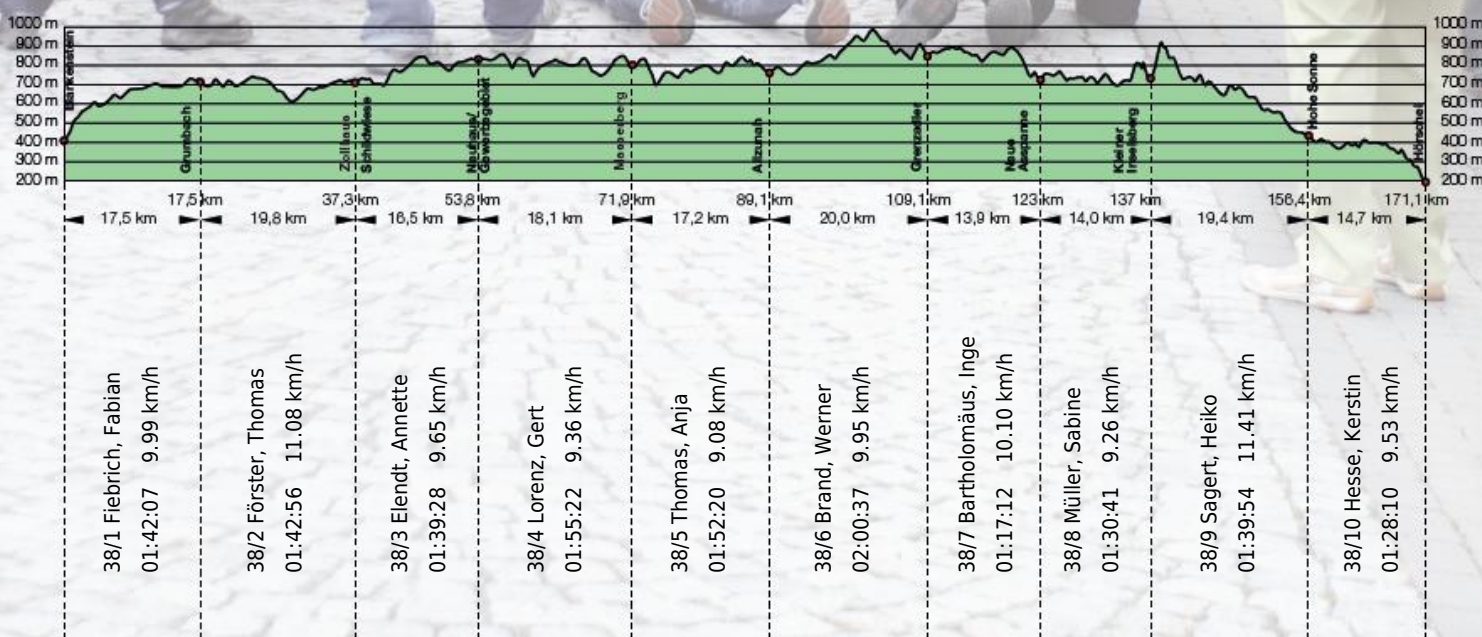 1000 m
900 m
800 m
700 m
600 m
500 m
400 m
300 m
200 m
1000 m
900 m
800 m
700 m
600 m
500 m
400 m
300 m
200 m
Blankenstein
Grumbach
Zollhaus
Schildwiese
Neuhaus/
Masserberg
Allzunah
Grenzadler
Neue
Ausspanne
Kleiner
Inselsberg
Hohe Sonne
Hörschel
17,5 km
37,3 km
53,8 km
71,9 km
89,1 km
109,1 km
123 km
137 km
156,4 km
171,1 km
17,5 km
19,8 km
16,5 km
18,1 km
17,2 km
20,0 km
13,9 km
14,0 km
19,4 km
14,7 km
38/1 Fiebrich, Fabian
01:42:07 9.99 km/h
38/2 Förster, Thomas
01:42:56 11.08 km/h
38/3 Elendt, Annette
01:39:28 9.65 km/h
38/4 Lorenz, Gert
01:55:22 9.36 km/h
38/5 Thomas, Anja
01:52:20 9.08 km/h
38/6 Brand, Werner
02:00:37 9.95 km/h
38/7 Bartholomäus, Inge
01:17:12 10.10 km/h
38/8 Müller, Sabine
01:30:41 9.26 km/h
38/9 Sagert, Heiko
01:39:54 11.41 km/h
38/10 Hesse, Kerstin
01:28:10 9.53 km/h